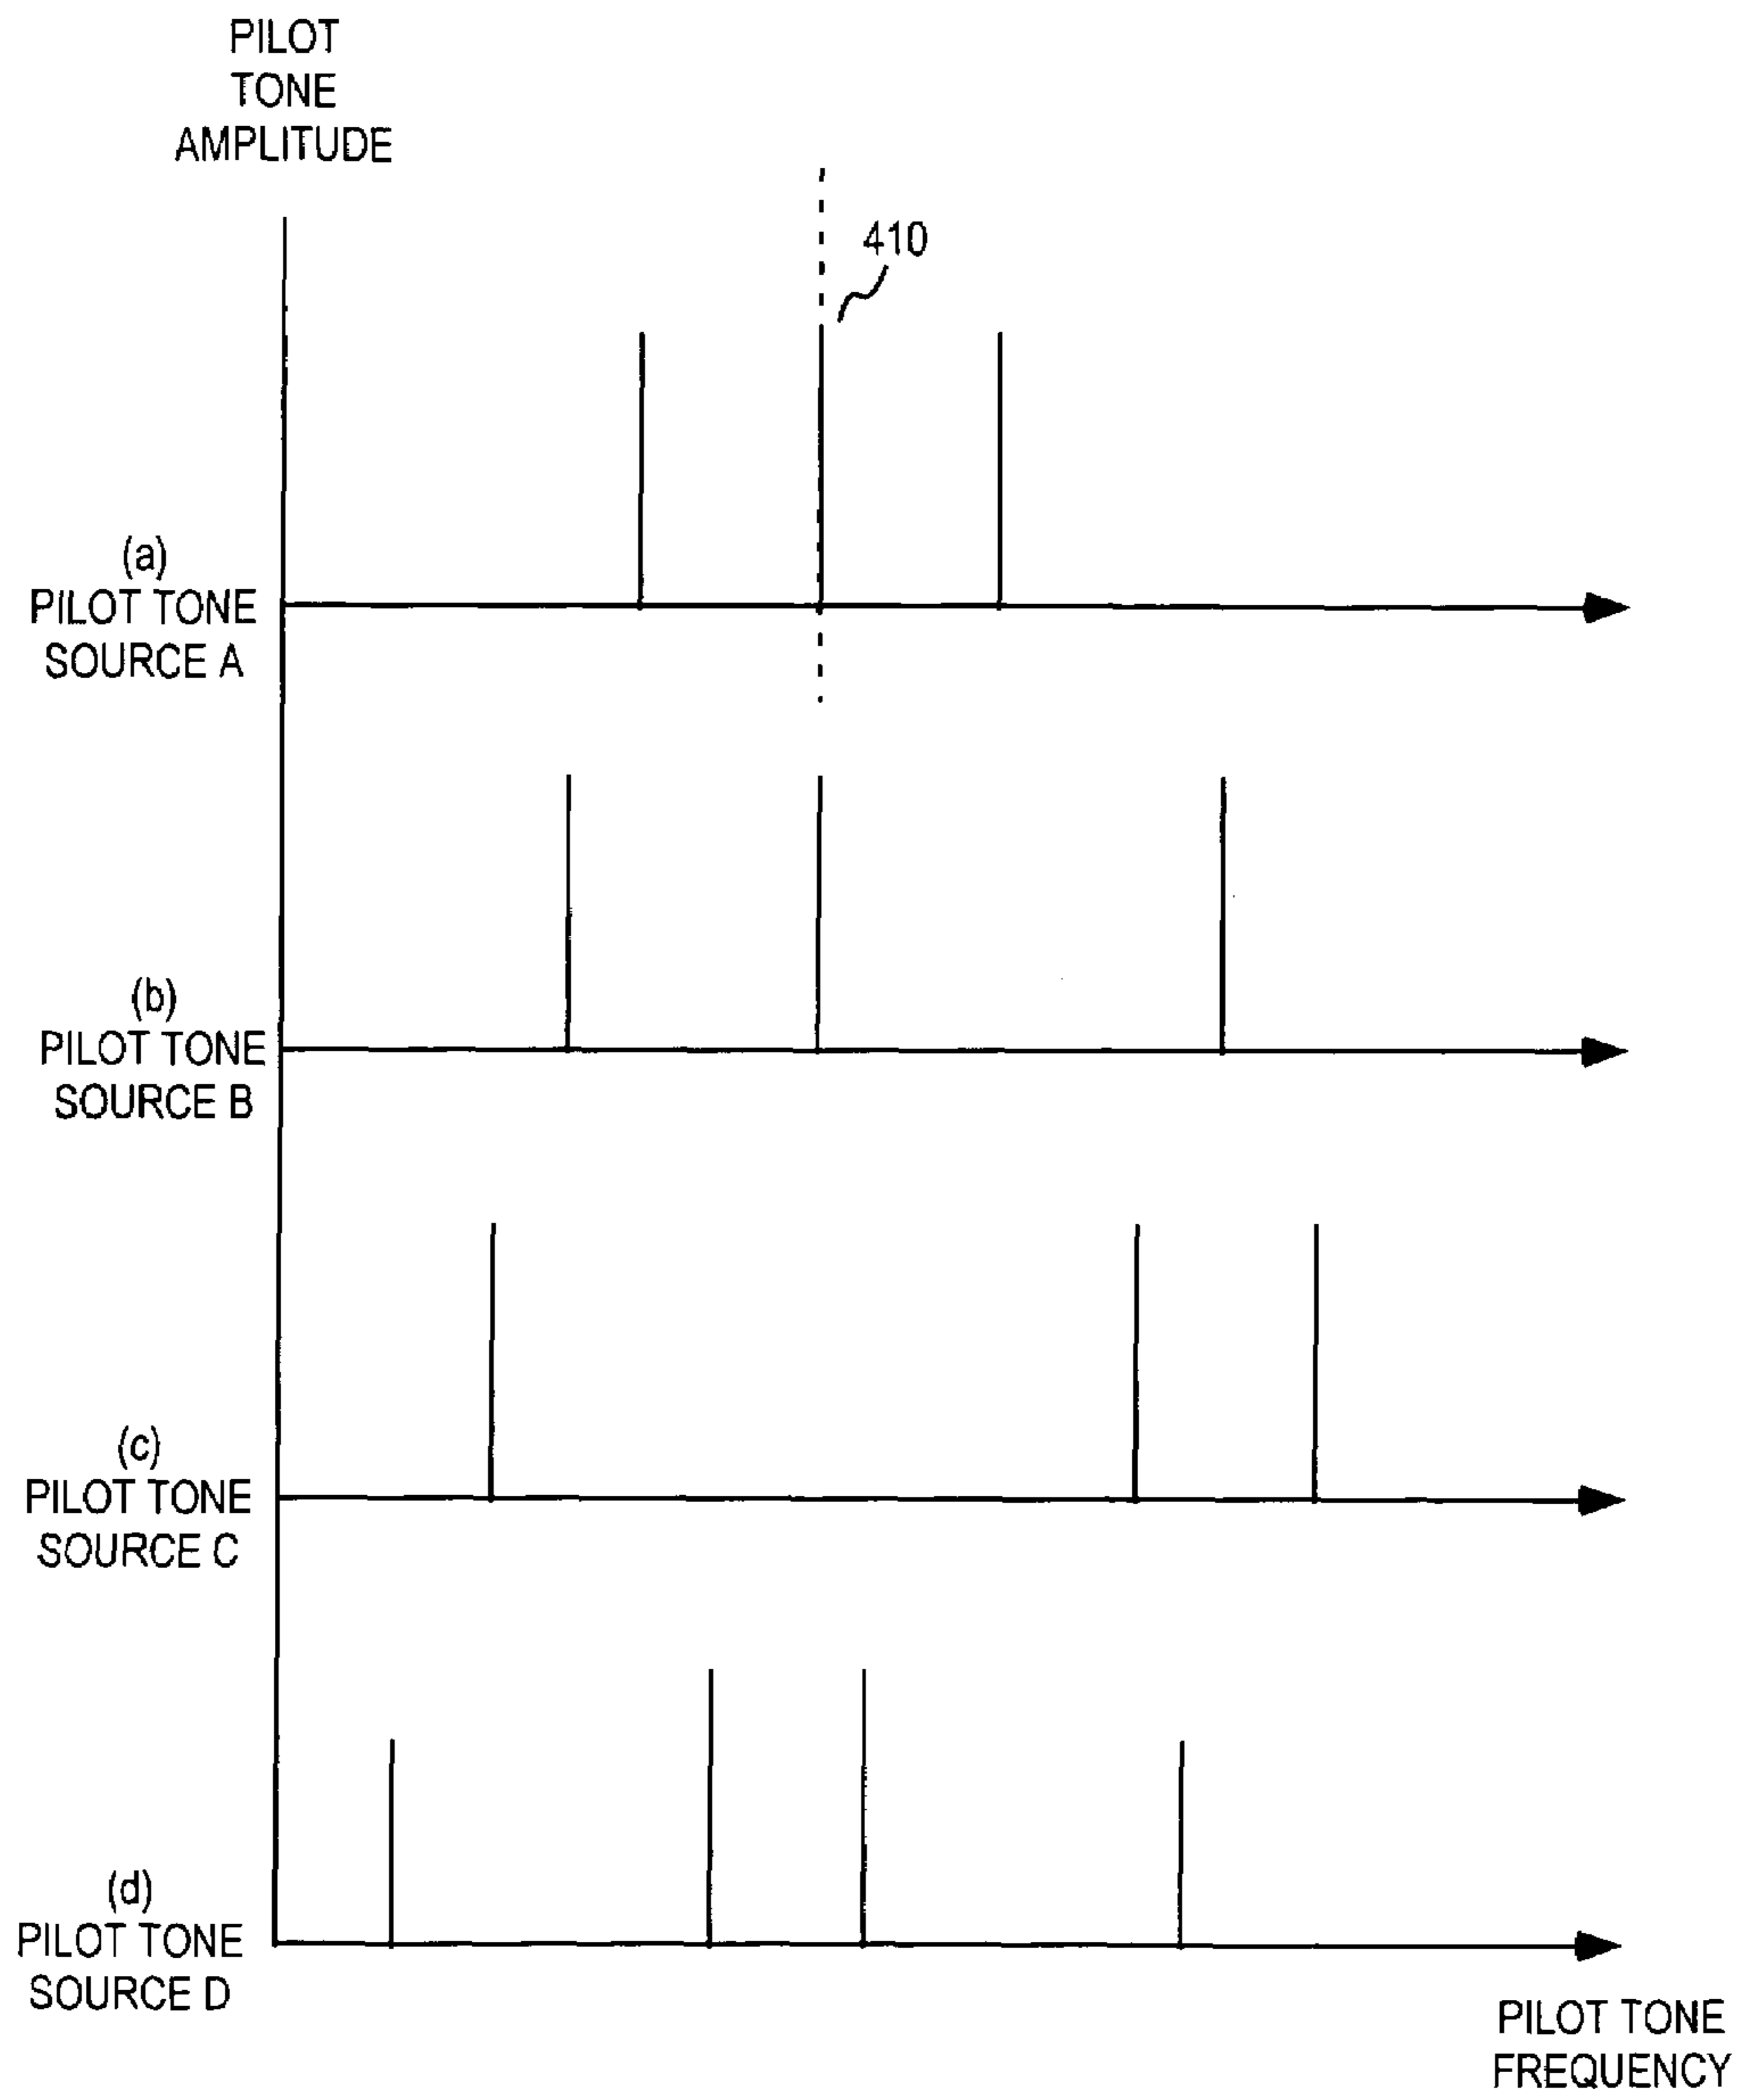 PILOT
TONE
AMPLITUDE
410
(a)
PILOT TONE
SOURCE A
(b)
PILOT TONE
SOURCE B
(c)
PILOT TONE
SOURCE C
(d)
PILOT TONE
SOURCE D
PILOT TONE
FREQUENCY